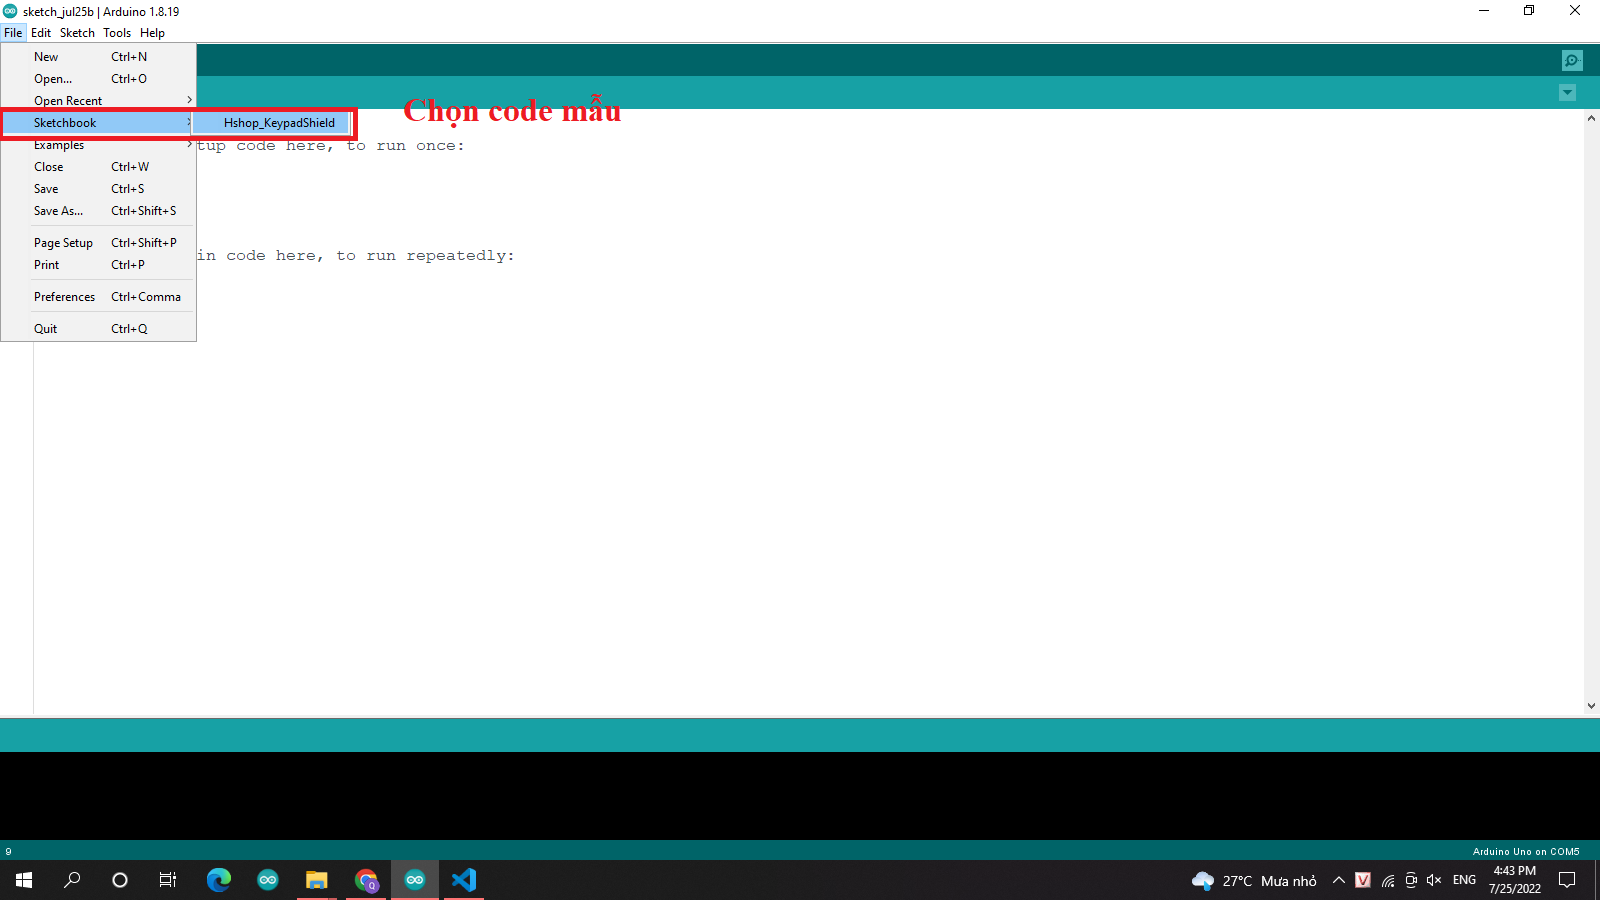 sketch_jul25b | Arduino 1.8.19
File Edit Sketch Tools Help
New Ctrl+N
Open... Ctrl+O
Open Recent
Chọn code mẫu
Sketchbook Hshop_KeypadShield
Examples
tup code here, to run once:
Close Ctrl+W
Save Ctrl+S
Save As... Ctrl+Shift+S
Page Setup Ctrl+Shift+P
in code here, to run repeatedly:
Print Ctrl+P
Preferences Ctrl+Comma
Quit Ctrl+Q
9
Arduino Uno on COM5
27°C Mưa nhỏ
ENG
4:43 PM
7/25/2022